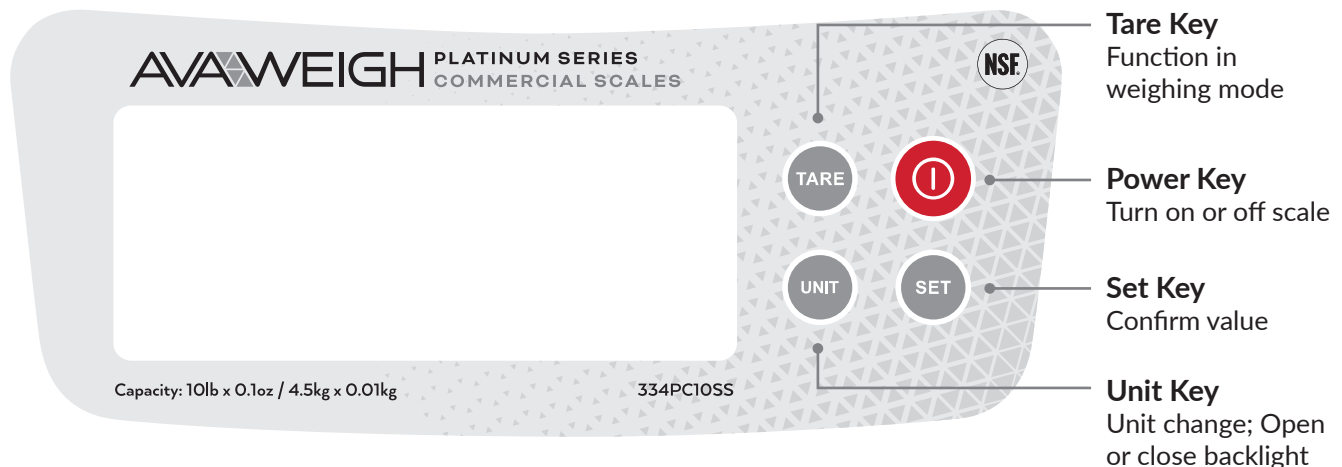 AVAWEIGH PLATINUM SERIES
COMMERCIAL SCALES
NSF.
TARE
UNIT
SET
Capacity: 10lb x 0.1oz / 4.5kg x 0.01kg
334PC10SS
Tare Key
Function in
weighing mode
Power Key
Turn on or off scale
Set Key
Confirm value
Unit Key
Unit change; Open
or close backlight